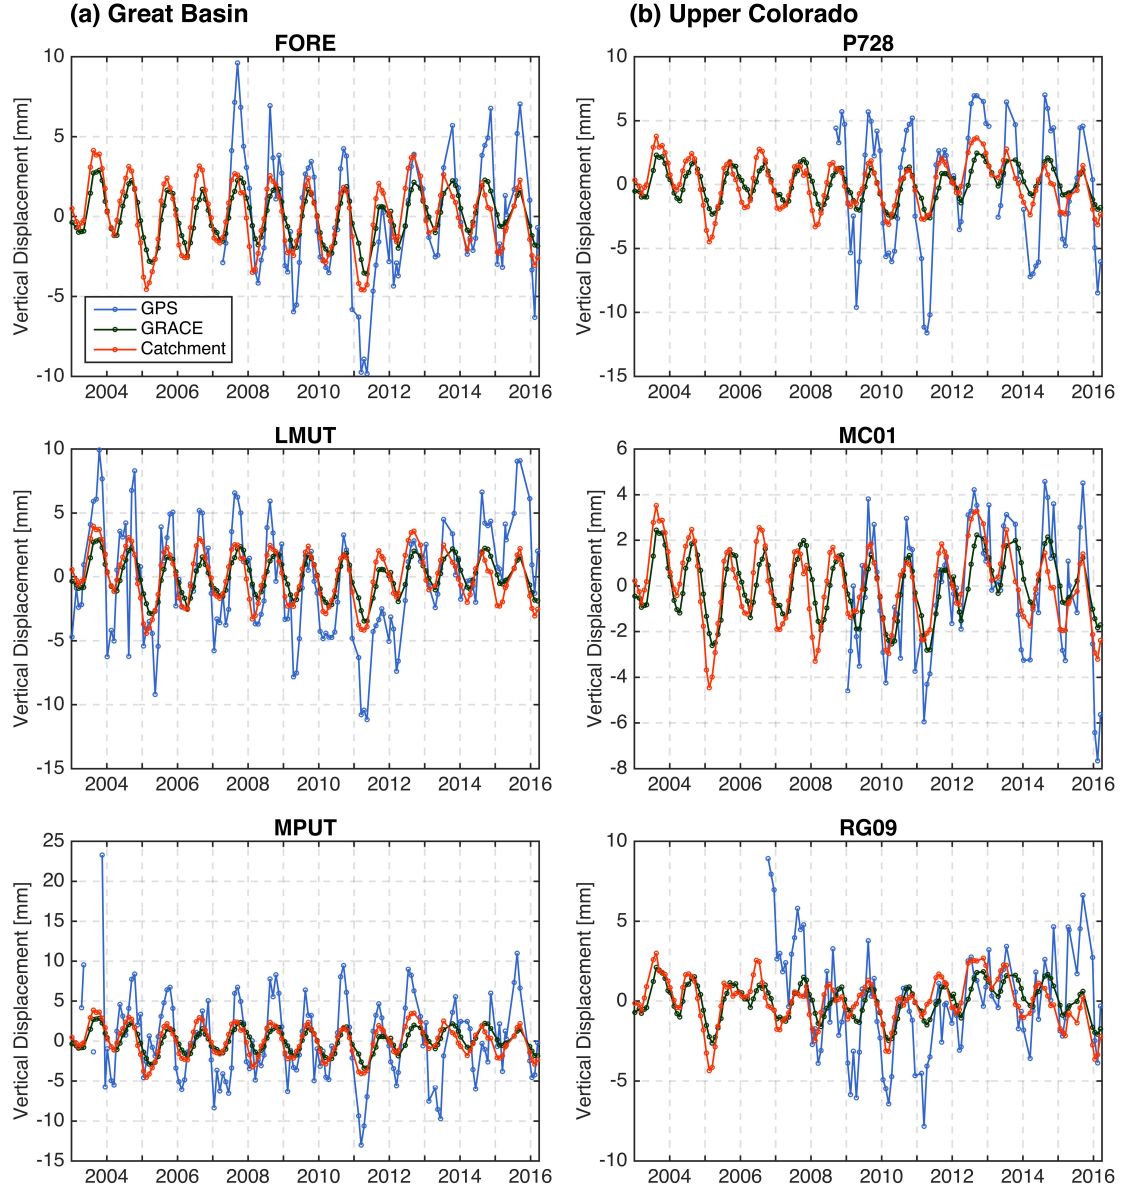 (a) Great Basin
(b) Upper Colorado
FORE
Vertical Displacement [mm]
10
5
0
-5
-10
GPS
GRACE
Catchment
2004 2006 2008 2010 2012 2014 2016
P728
Vertical Displacement [mm]
10
5
0
-5
-10
-15
2004 2006 2008 2010 2012 2014 2016
LMUT
Vertical Displacement [mm]
10
5
0
-5
-10
-15
2004 2006 2008 2010 2012 2014 2016
MC01
Vertical Displacement [mm]
6
4
2
0
-2
-4
-6
-8
2004 2006 2008 2010 2012 2014 2016
MPUT
Vertical Displacement [mm]
25
20
15
10
5
0
-5
-10
-15
2004 2006 2008 2010 2012 2014 2016
RG09
Vertical Displacement [mm]
10
5
0
-5
-10
2004 2006 2008 2010 2012 2014 2016